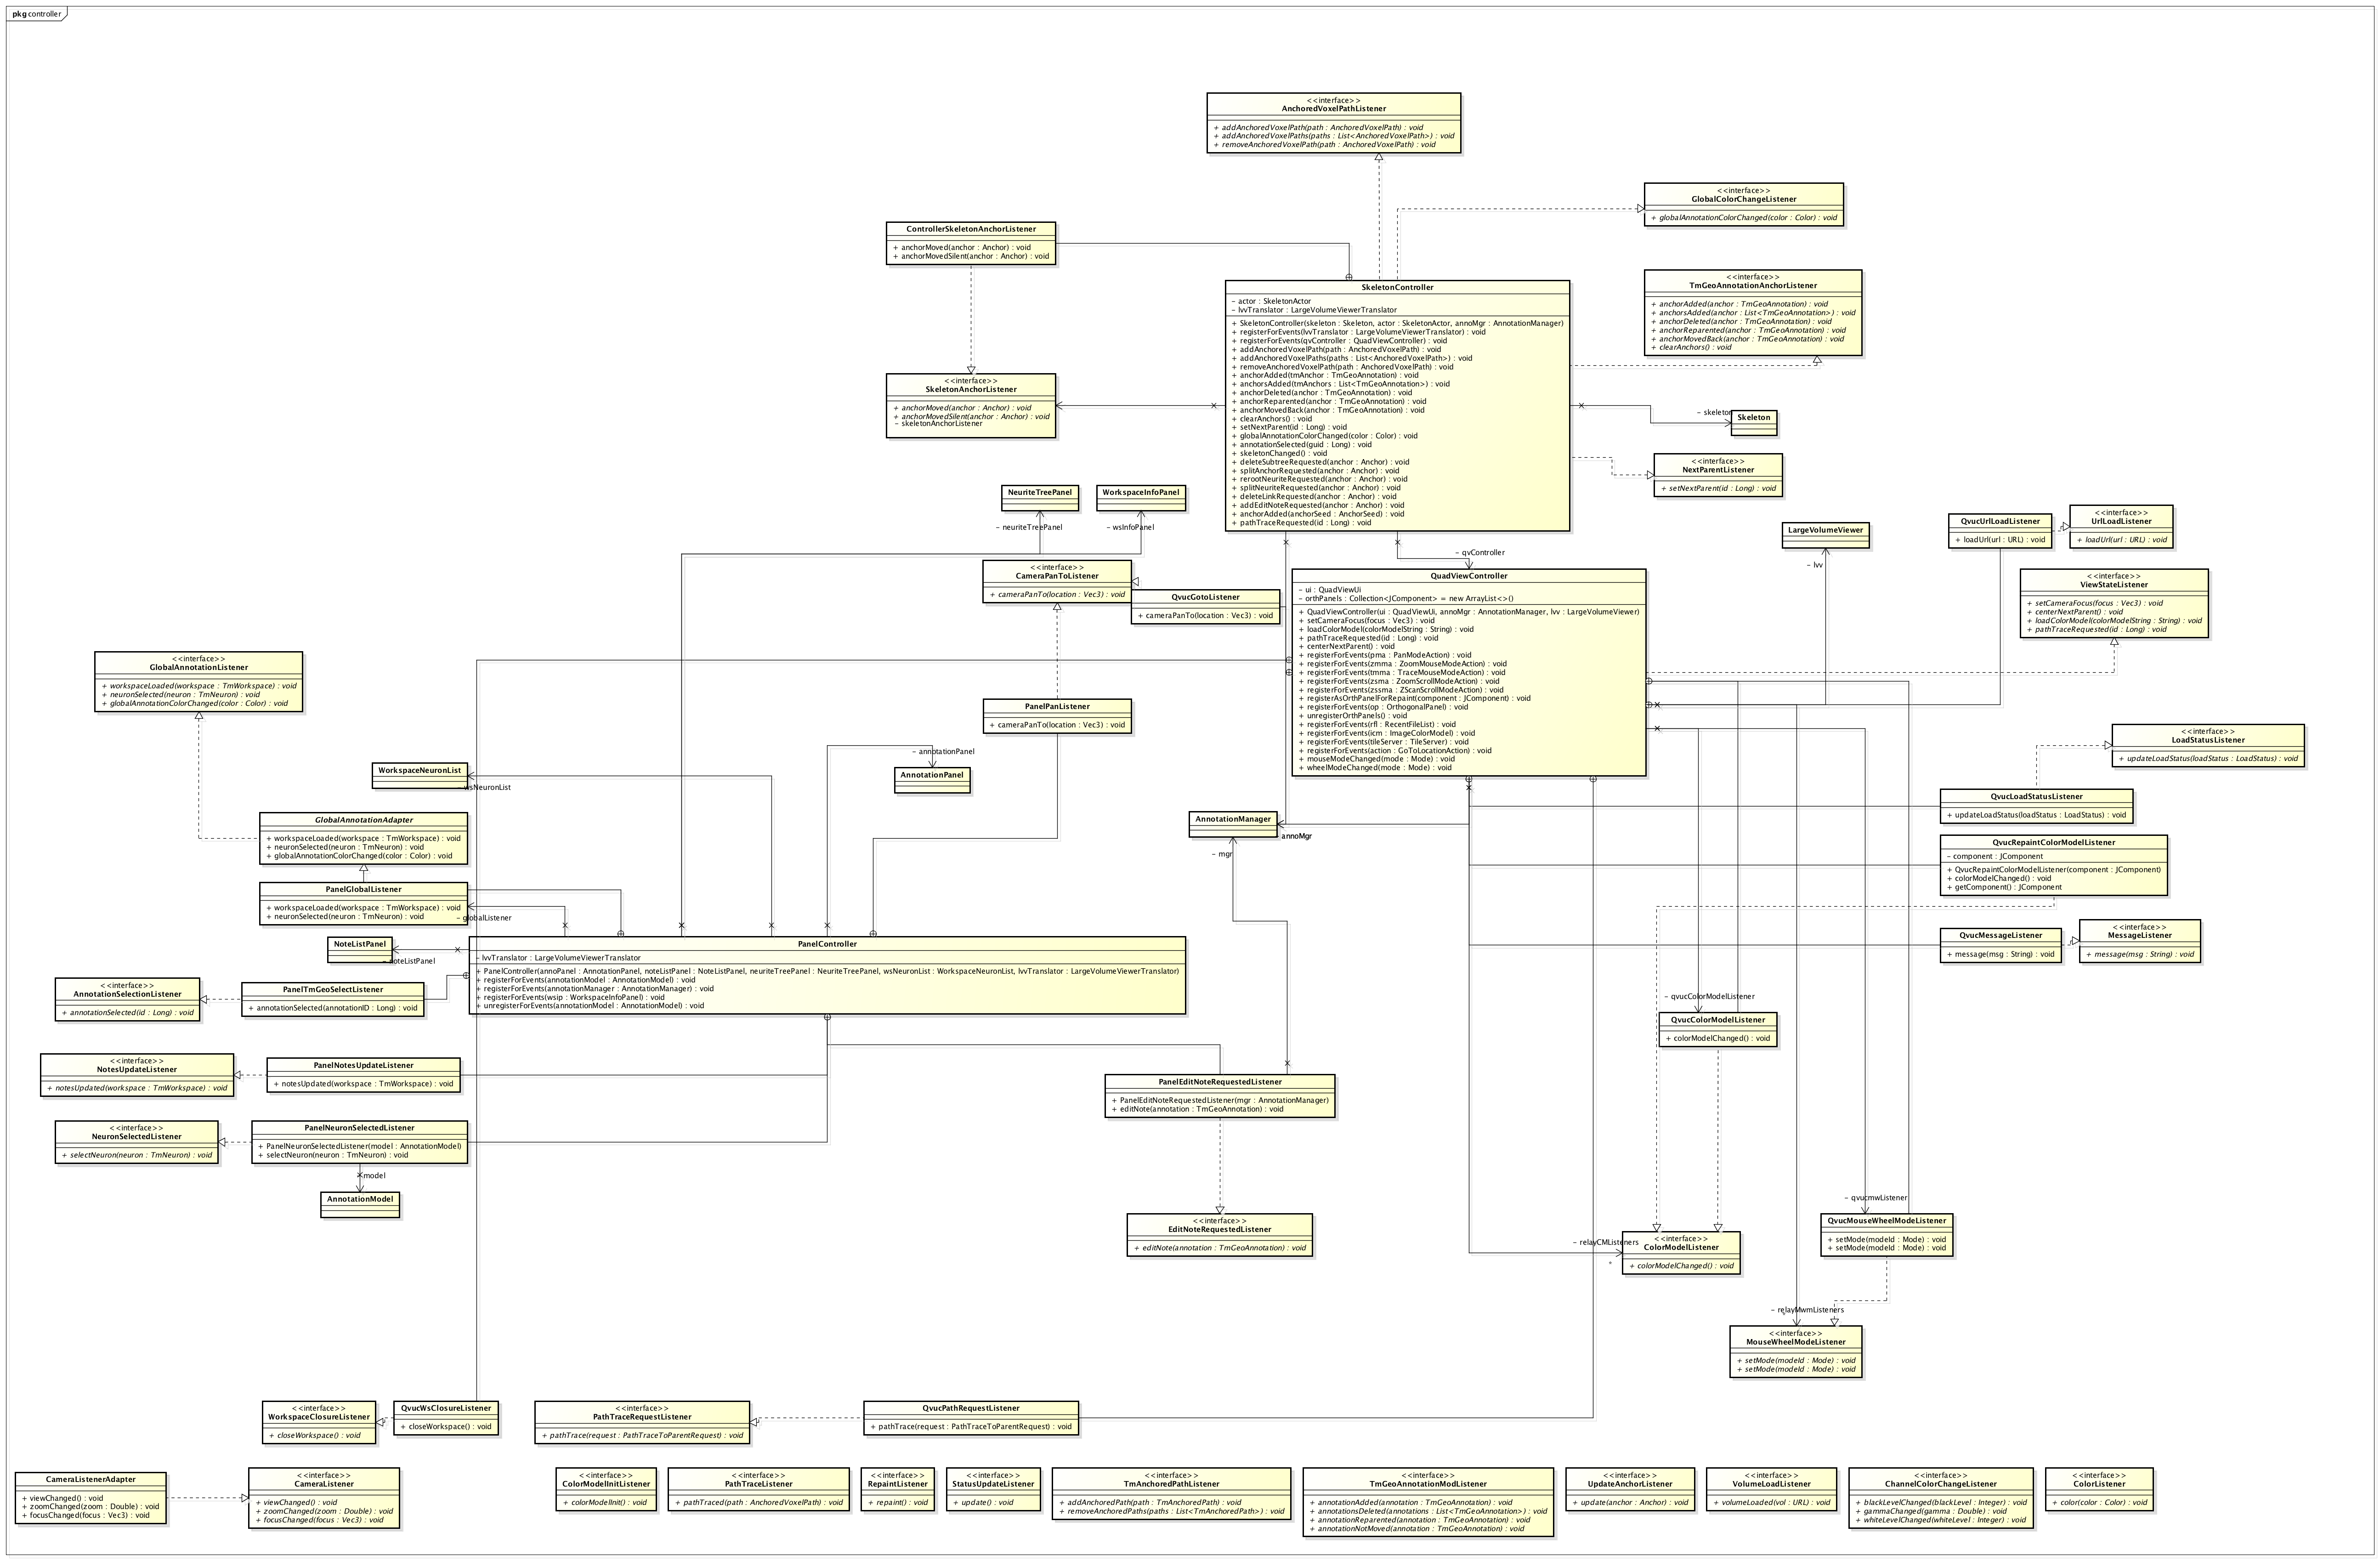 pkg controller
<<interface>>
AnchoredVoxelPathListener
+ addAnchoredVoxelPath(path : AnchoredVoxelPath) : void
+ addAnchoredVoxelPaths(paths : List<AnchoredVoxelPath>) : void
+ removeAnchoredVoxelPath(path : AnchoredVoxelPath) : void
<<interface>>
GlobalColorChangeListener
+ globalAnnotationColorChanged(color : Color) : void
ControllerSkeletonAnchorListener
+ anchorMoved(anchor : Anchor) : void
+ anchorMovedSilent(anchor : Anchor) : void
<<interface>>
TmGeoAnnotationAnchorListener
+ anchorAdded(anchor : TmGeoAnnotation) : void
+ anchorsAdded(anchor : List<TmGeoAnnotation>) : void
+ anchorDeleted(anchor : TmGeoAnnotation) : void
+ anchorReparented(anchor : TmGeoAnnotation) : void
+ anchorMovedBack(anchor : TmGeoAnnotation) : void
+ clearAnchors() : void
SkeletonController
- actor : SkeletonActor
- lvvTranslator : LargeVolumeViewerTranslator
+ SkeletonController(skeleton : Skeleton, actor : SkeletonActor, annoMgr : AnnotationManager)
+ registerForEvents(lvvTranslator : LargeVolumeViewerTranslator) : void
+ registerForEvents(qvController : QuadViewController) : void
+ addAnchoredVoxelPath(path : AnchoredVoxelPath) : void
+ addAnchoredVoxelPaths(paths : List<AnchoredVoxelPath>) : void
+ removeAnchoredVoxelPath(path : AnchoredVoxelPath) : void
+ anchorAdded(tmAnchor : TmGeoAnnotation) : void
+ anchorsAdded(tmAnchors : List<TmGeoAnnotation>) : void
+ anchorDeleted(anchor : TmGeoAnnotation) : void
+ anchorReparented(anchor : TmGeoAnnotation) : void
+ anchorMovedBack(anchor : TmGeoAnnotation) : void
+ clearAnchors() : void
+ setNextParent(id : Long) : void
+ globalAnnotationColorChanged(color : Color) : void
+ annotationSelected(guid : Long) : void
+ skeletonChanged() : void
+ deleteSubtreeRequested(anchor : Anchor) : void
+ splitAnchorRequested(anchor : Anchor) : void
+ rerootNeuriteRequested(anchor : Anchor) : void
+ splitNeuriteRequested(anchor : Anchor) : void
+ deleteLinkRequested(anchor : Anchor) : void
+ addEditNoteRequested(anchor : Anchor) : void
+ anchorAdded(anchorSeed : AnchorSeed) : void
+ pathTraceRequested(id : Long) : void
<<interface>>
SkeletonAnchorListener
+ anchorMoved(anchor : Anchor) : void
+ anchorMovedSilent(anchor : Anchor) : void
- skeletonAnchorListener
- skeleton
Skeleton
<<interface>>
NextParentListener
+ setNextParent(id : Long) : void
NeuriteTreePanel
- neuriteTreePanel
WorkspaceInfoPanel
- wsInfoPanel
LargeVolumeViewer
- lvv
QvucUrlLoadListener
+ loadUrl(url : URL) : void
<<interface>>
UrlLoadListener
+ loadUrl(url : URL) : void
- qvController
<<interface>>
CameraPanToListener
+ cameraPanTo(location : Vec3) : void
QvucGotoListener
+ cameraPanTo(location : Vec3) : void
QuadViewController
- ui : QuadViewUi
- orthPanels : Collection<JComponent> = new ArrayList<>()
+ QuadViewController(ui : QuadViewUi, annoMgr : AnnotationManager, lvv : LargeVolumeViewer)
+ setCameraFocus(focus : Vec3) : void
+ loadColorModel(colorModelString : String) : void
+ pathTraceRequested(id : Long) : void
+ centerNextParent() : void
+ registerForEvents(pma : PanModeAction) : void
+ registerForEvents(zmma : ZoomMouseModeAction) : void
+ registerForEvents(tmma : TraceMouseModeAction) : void
+ registerForEvents(zsma : ZoomScrollModeAction) : void
+ registerForEvents(zssma : ZScanScrollModeAction) : void
+ registerAsOrthPanelForRepaint(component : JComponent) : void
+ registerForEvents(op : OrthogonalPanel) : void
+ unregisterOrthPanels() : void
+ registerForEvents(rfl : RecentFileList) : void
+ registerForEvents(icm : ImageColorModel) : void
+ registerForEvents(tileServer : TileServer) : void
+ registerForEvents(action : GoToLocationAction) : void
+ mouseModeChanged(mode : Mode) : void
+ wheelModeChanged(mode : Mode) : void
<<interface>>
ViewStateListener
+ setCameraFocus(focus : Vec3) : void
+ centerNextParent() : void
+ loadColorModel(colorModelString : String) : void
+ pathTraceRequested(id : Long) : void
<<interface>>
GlobalAnnotationListener
+ workspaceLoaded(workspace : TmWorkspace) : void
+ neuronSelected(neuron : TmNeuron) : void
+ globalAnnotationColorChanged(color : Color) : void
PanelPanListener
+ cameraPanTo(location : Vec3) : void
<<interface>>
LoadStatusListener
+ updateLoadStatus(loadStatus : LoadStatus) : void
- annotationPanel
AnnotationPanel
WorkspaceNeuronList
- wsNeuronList
QvucLoadStatusListener
+ updateLoadStatus(loadStatus : LoadStatus) : void
GlobalAnnotationAdapter
+ workspaceLoaded(workspace : TmWorkspace) : void
+ neuronSelected(neuron : TmNeuron) : void
+ globalAnnotationColorChanged(color : Color) : void
AnnotationManager
annoMgr
- mgr
QvucRepaintColorModelListener
- component : JComponent
+ QvucRepaintColorModelListener(component : JComponent)
+ colorModelChanged() : void
+ getComponent() : JComponent
PanelGlobalListener
+ workspaceLoaded(workspace : TmWorkspace) : void
+ neuronSelected(neuron : TmNeuron) : void
- globalListener
NoteListPanel
- noteListPanel
PanelController
- lvvTranslator : LargeVolumeViewerTranslator
+ PanelController(annoPanel : AnnotationPanel, noteListPanel : NoteListPanel, neuriteTreePanel : NeuriteTreePanel, wsNeuronList : WorkspaceNeuronList, lvvTranslator : LargeVolumeViewerTranslator)
+ registerForEvents(annotationModel : AnnotationModel) : void
+ registerForEvents(annotationManager : AnnotationManager) : void
+ registerForEvents(wsip : WorkspaceInfoPanel) : void
+ unregisterForEvents(annotationModel : AnnotationModel) : void
QvucMessageListener
+ message(msg : String) : void
<<interface>>
MessageListener
+ message(msg : String) : void
<<interface>>
AnnotationSelectionListener
+ annotationSelected(id : Long) : void
PanelTmGeoSelectListener
+ annotationSelected(annotationID : Long) : void
- qvucColorModelListener
QvucColorModelListener
+ colorModelChanged() : void
<<interface>>
NotesUpdateListener
+ notesUpdated(workspace : TmWorkspace) : void
PanelNotesUpdateListener
+ notesUpdated(workspace : TmWorkspace) : void
PanelEditNoteRequestedListener
+ PanelEditNoteRequestedListener(mgr : AnnotationManager)
+ editNote(annotation : TmGeoAnnotation) : void
<<interface>>
NeuronSelectedListener
+ selectNeuron(neuron : TmNeuron) : void
PanelNeuronSelectedListener
+ PanelNeuronSelectedListener(model : AnnotationModel)
+ selectNeuron(neuron : TmNeuron) : void
model
AnnotationModel
<<interface>>
EditNoteRequestedListener
+ editNote(annotation : TmGeoAnnotation) : void
- relayCMListeners
*
<<interface>>
ColorModelListener
+ colorModelChanged() : void
- qvucmwListener
QvucMouseWheelModeListener
+ setMode(modeId : Mode) : void
+ setMode(modeId : Mode) : void
- relayMwmListeners
<<interface>>
MouseWheelModeListener
+ setMode(modeId : Mode) : void
+ setMode(modeId : Mode) : void
<<interface>>
WorkspaceClosureListener
+ closeWorkspace() : void
QvucWsClosureListener
+ closeWorkspace() : void
<<interface>>
PathTraceRequestListener
+ pathTrace(request : PathTraceToParentRequest) : void
QvucPathRequestListener
+ pathTrace(request : PathTraceToParentRequest) : void
CameraListenerAdapter
+ viewChanged() : void
+ zoomChanged(zoom : Double) : void
+ focusChanged(focus : Vec3) : void
<<interface>>
CameraListener
+ viewChanged() : void
+ zoomChanged(zoom : Double) : void
+ focusChanged(focus : Vec3) : void
<<interface>>
ColorModelInitListener
+ colorModelInit() : void
<<interface>>
PathTraceListener
+ pathTraced(path : AnchoredVoxelPath) : void
<<interface>>
RepaintListener
+ repaint() : void
<<interface>>
StatusUpdateListener
+ update() : void
<<interface>>
TmAnchoredPathListener
+ addAnchoredPath(path : TmAnchoredPath) : void
+ removeAnchoredPaths(paths : List<TmAnchoredPath>) : void
<<interface>>
TmGeoAnnotationModListener
+ annotationAdded(annotation : TmGeoAnnotation) : void
+ annotationsDeleted(annotations : List<TmGeoAnnotation>) : void
+ annotationReparented(annotation : TmGeoAnnotation) : void
+ annotationNotMoved(annotation : TmGeoAnnotation) : void
<<interface>>
UpdateAnchorListener
+ update(anchor : Anchor) : void
<<interface>>
VolumeLoadListener
+ volumeLoaded(vol : URL) : void
<<interface>>
ChannelColorChangeListener
+ blackLevelChanged(blackLevel : Integer) : void
+ gammaChanged(gamma : Double) : void
+ whiteLevelChanged(whiteLevel : Integer) : void
<<interface>>
ColorListener
+ color(color : Color) : void